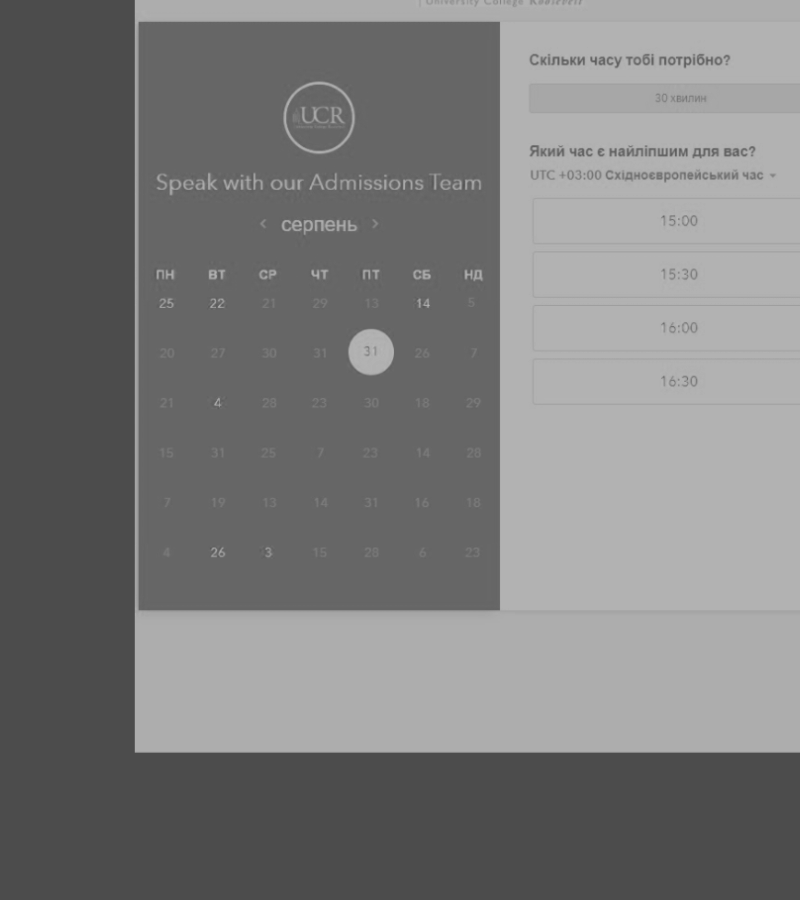 University College Roosevelt
UCR
Speak with our Admissions Team
< серпень >
ПН ВТ СР ЧТ ПТ СБ НД
25 22 21 29 13 14 5
20 27 30 31 31 26 7
21 4 28 23 30 18 29
15 31 25 7 23 14 28
7 19 13 14 31 16 18
4 26 3 15 28 6 23
Скільки часу тобі потрібно?
30 хвилин
Який час є найліпшим для вас?
UTC +03:00 Східноєвропейський час
15:00
15:30
16:00
16:30